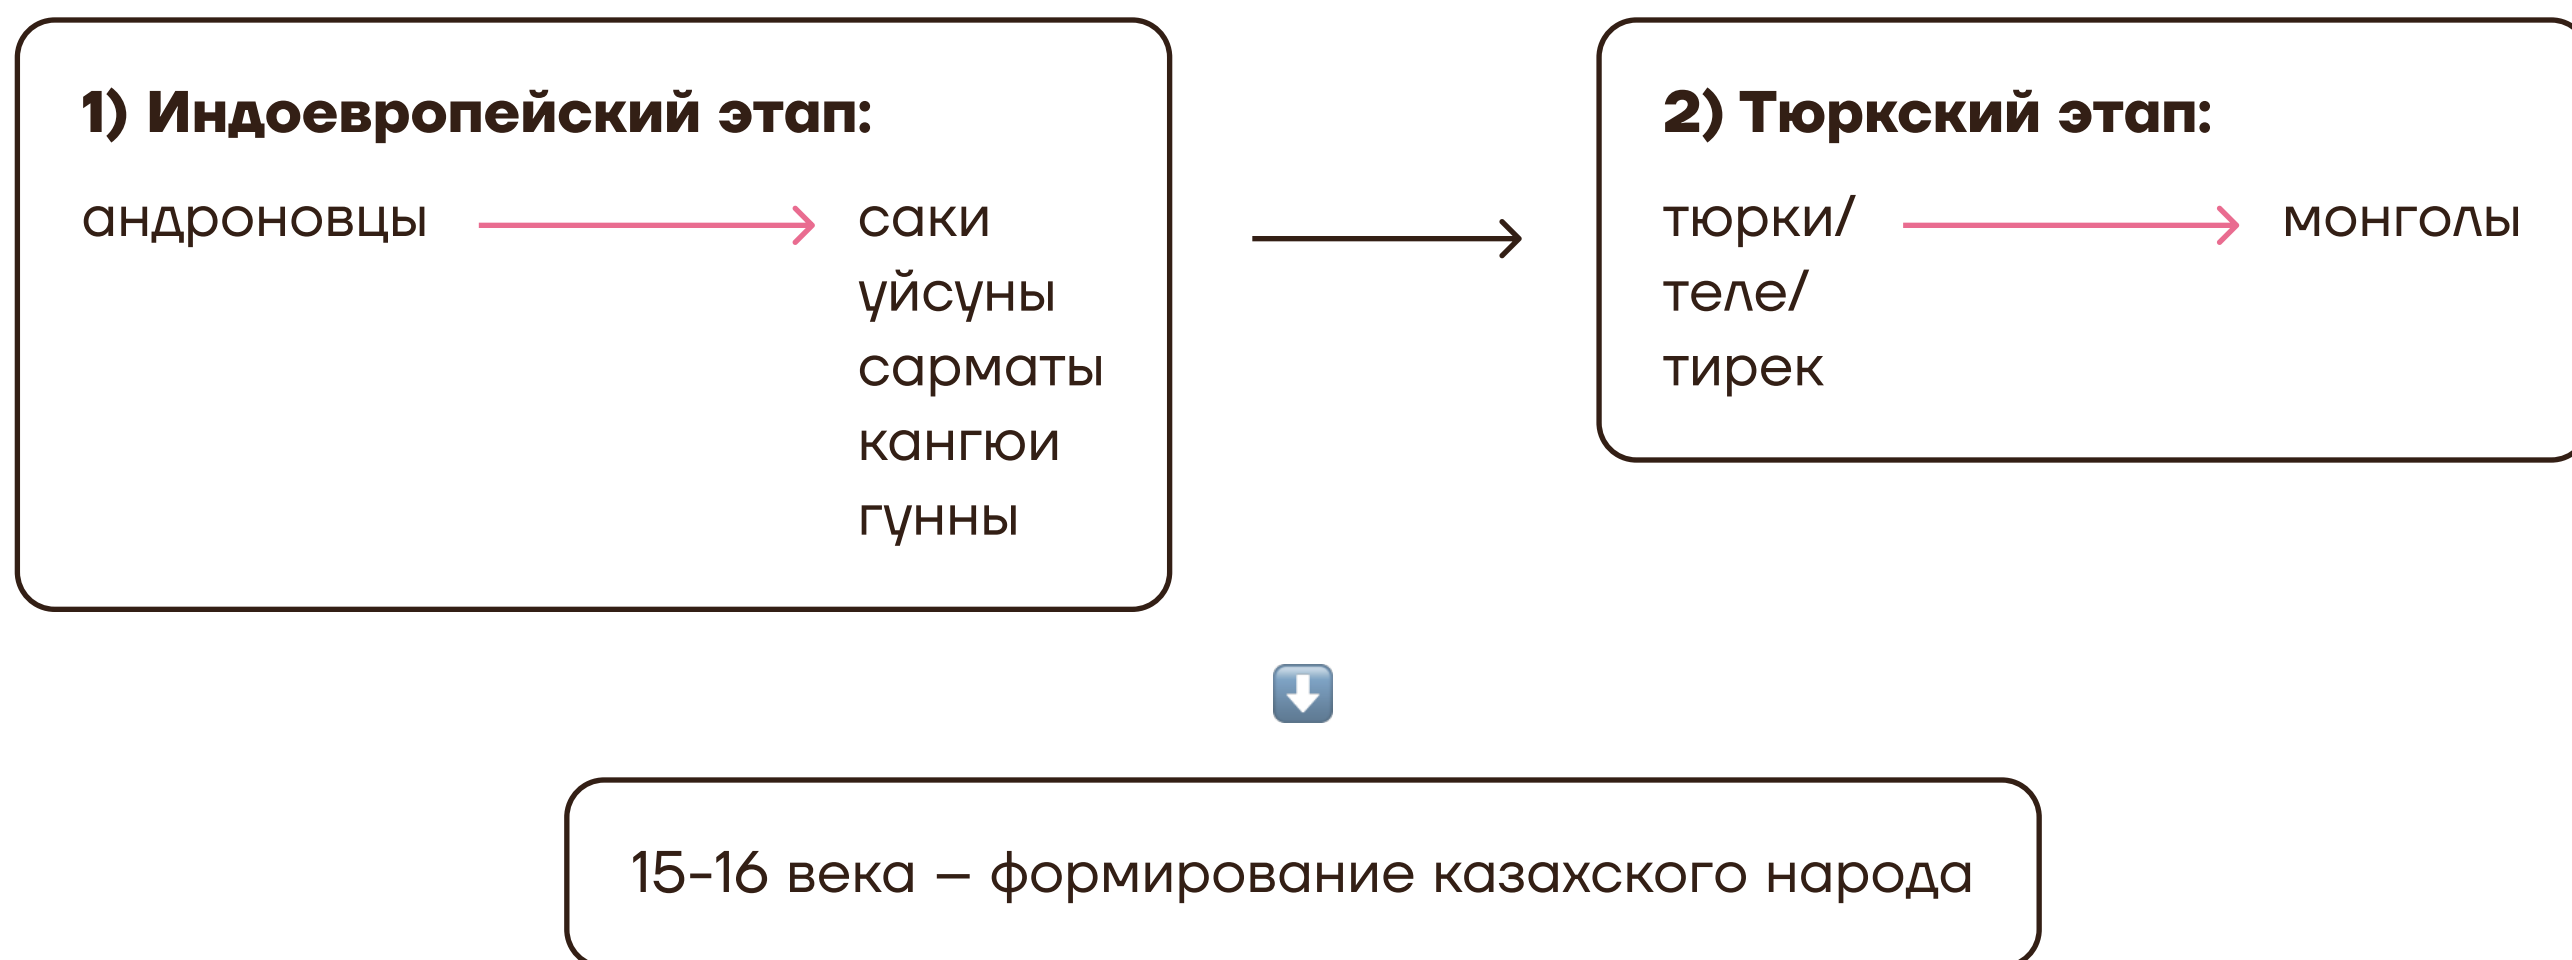 1) Индоевропейский этап:
андроновцы
саки
уйсуны
сарматы
кангюи
гунны
2) Тюркский этап:
тюрки/
теле/
тирек
монголы
15-16 века – формирование казахского народа